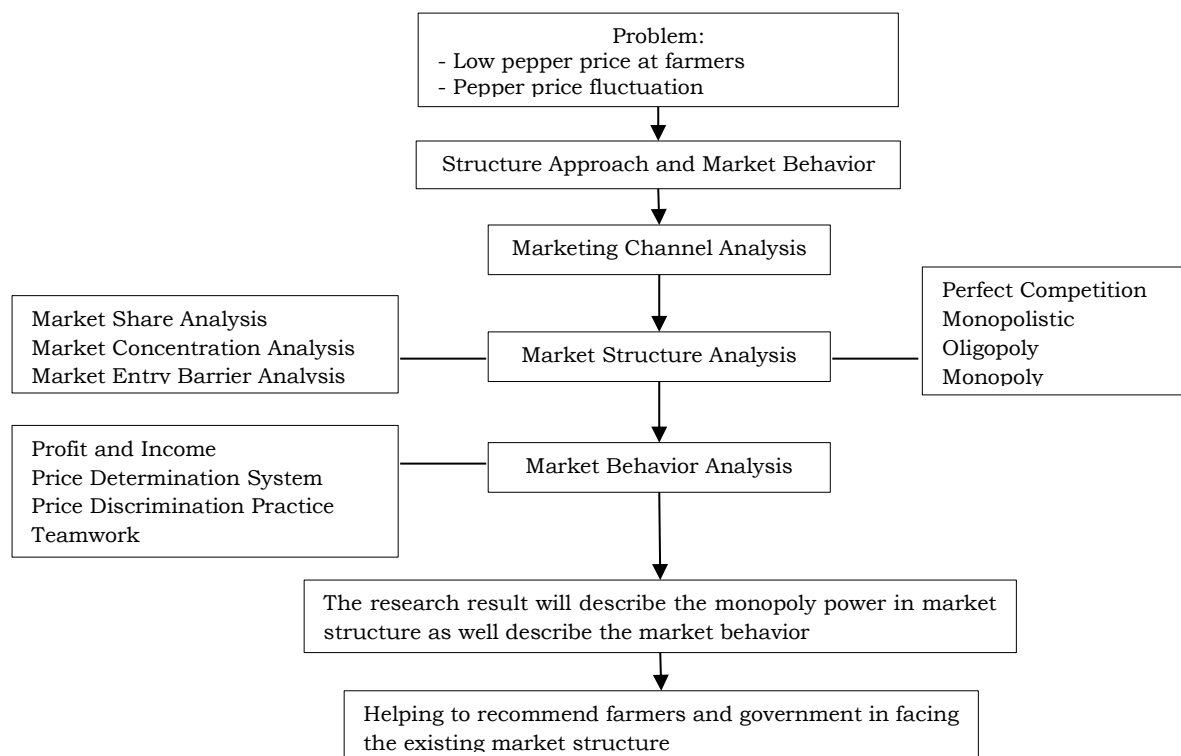 Problem:
- Low pepper price at farmers
- Pepper price fluctuation
Structure Approach and Market Behavior
Marketing Channel Analysis
Market Share Analysis
Market Concentration Analysis
Market Entry Barrier Analysis
Market Structure Analysis
Perfect Competition
Monopolistic
Oligopoly
Monopoly
Profit and Income
Price Determination System
Price Discrimination Practice
Teamwork
Market Behavior Analysis
The research result will describe the monopoly power in market
structure as well describe the market behavior
Helping to recommend farmers and government in facing
the existing market structure